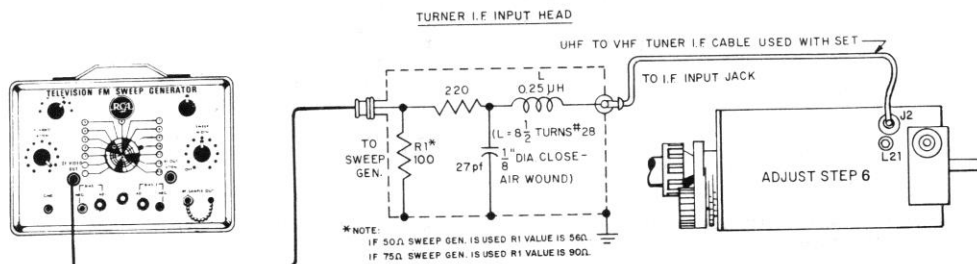 TURNER I.F. INPUT HEAD
UHF TO VHF TUNER I.F. CABLE USED WITH SET
TO I.F. INPUT JACK
TELEVISION FM SWEEP GENERATOR
RCA
220
L
0.25µH
TO
SWEEP
GEN.
R1*
100
27pf
(L = 8 1/2 TURNS #28
1/8" DIA CLOSE-
AIR WOUND)
J2
L21
ADJUST STEP 6
*NOTE:
IF 50Ω SWEEP GEN. IS USED R1 VALUE IS 56Ω.
IF 75Ω SWEEP GEN. IS USED R1 VALUE IS 90Ω.